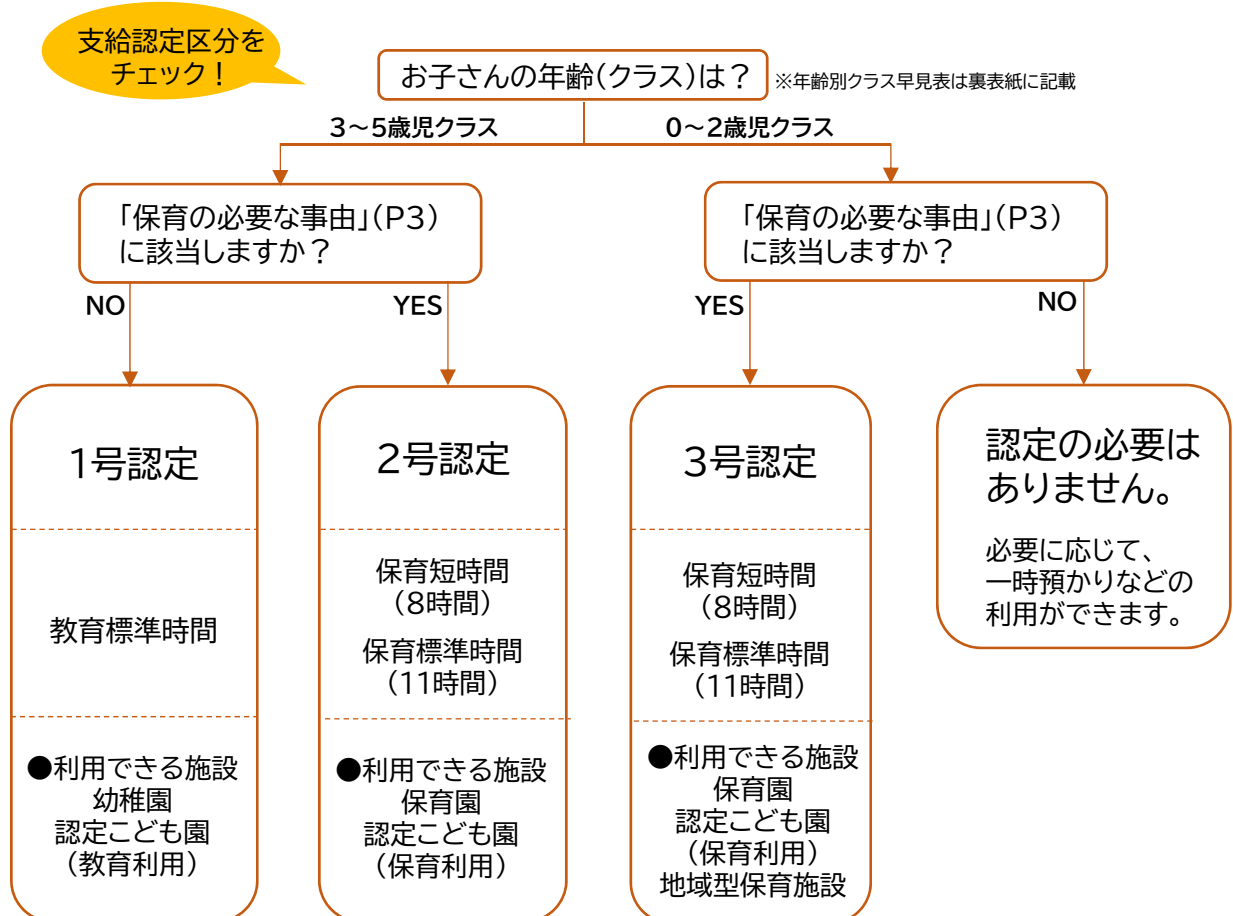 支給認定区分を
チェック！
お子さんの年齢(クラス)は？
※年齢別クラス早見表は裏表紙に記載
3～5歳児クラス
0～2歳児クラス
「保育の必要な事由」(P3)
に該当しますか？
「保育の必要な事由」(P3)
に該当しますか？
NO
YES
YES
NO
1号認定
教育標準時間
●利用できる施設
幼稚園
認定こども園
(教育利用)
2号認定
保育短時間
(8時間)
保育標準時間
(11時間)
●利用できる施設
保育園
認定こども園
(保育利用)
3号認定
保育短時間
(8時間)
保育標準時間
(11時間)
●利用できる施設
保育園
認定こども園
(保育利用)
地域型保育施設
認定の必要は
ありません。
必要に応じて、
一時預かりなどの
利用ができます。